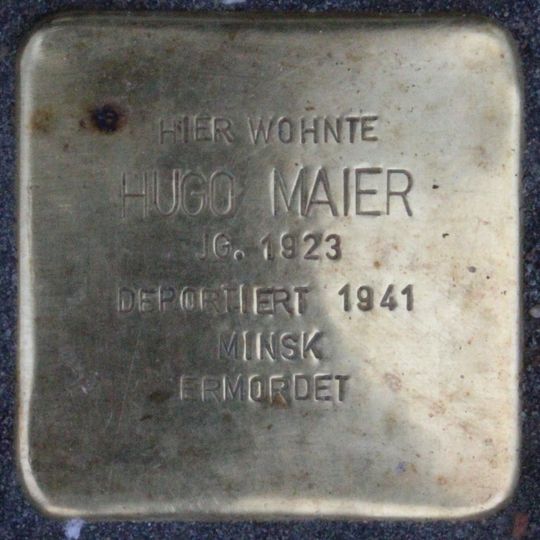 HIER WOHNTE
HUGO MAIER
JG. 1923
DEPORTIERT 1941
MINSK
ERMORDET